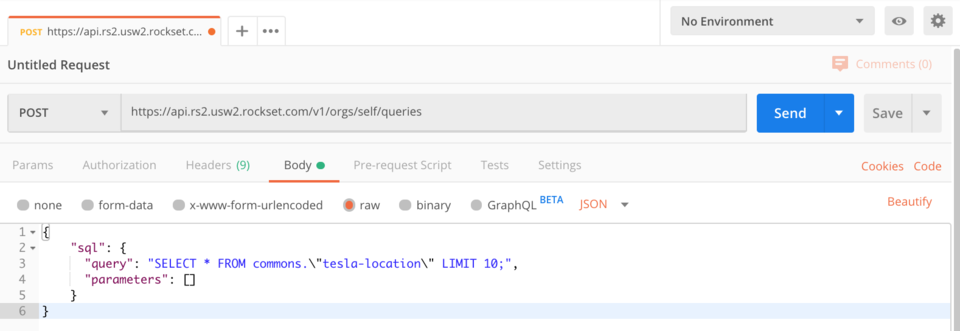 POST https://api.rs2.usw2.rockset.c... + ••• No Environment
Untitled Request Comments (0)
POST https://api.rs2.usw2.rockset.com/v1/orgs/self/queries Send Save
Params Authorization Headers (9) Body Pre-request Script Tests Settings Cookies Code
none form-data x-www-form-urlencoded raw binary GraphQL BETA JSON Beautify
1 {
2 "sql": {
3 "query": "SELECT * FROM commons.\"tesla-location\" LIMIT 10;",
4 "parameters": []
5 }
6 }